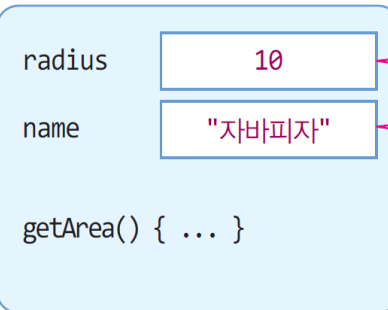 radius 10
name "자바피자"
getArea() { ... }